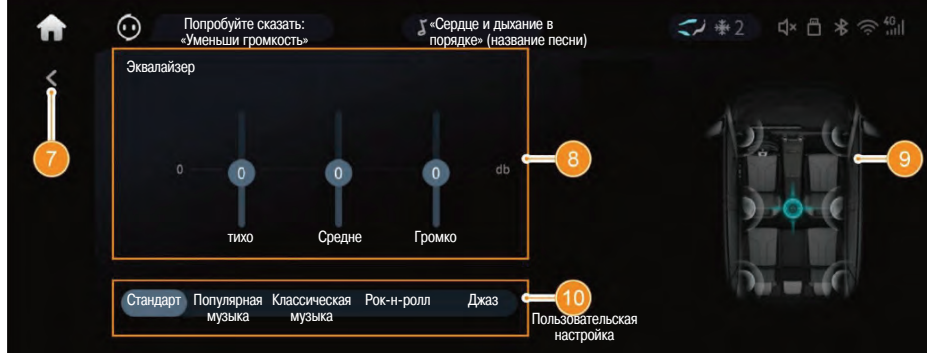 Попробуйте сказать:
«Уменьши громкость»
«Сердце и дыхание в
порядке» (название песни)
2
4G
Эквалайзер
7
0
0
0
0
db
8
9
тихо
Средне
Громко
Стандарт
Популярная
музыка
Классическая
музыка
Рок-н-ролл
Джаз
10
Пользовательская
настройка